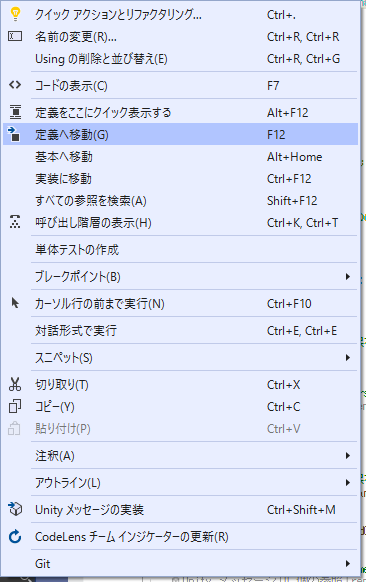 クイック アクションとリファクタリング... Ctrl+.
名前の変更(R)... Ctrl+R, Ctrl+R
Using の削除と並び替え(E) Ctrl+R, Ctrl+G
コードの表示(C) F7
定義をここにクイック表示する Alt+F12
定義へ移動(G) F12
基本へ移動 Alt+Home
実装に移動 Ctrl+F12
すべての参照を検索(A) Shift+F12
呼び出し階層の表示(H) Ctrl+K, Ctrl+T
単体テストの作成
ブレークポイント(B)
カーソル行の前まで実行(N) Ctrl+F10
対話形式で実行 Ctrl+E, Ctrl+E
スニペット(S)
切り取り(T) Ctrl+X
コピー(Y) Ctrl+C
貼り付け(P) Ctrl+V
注釈(A)
アウトライン(L)
Unity メッセージの実装 Ctrl+Shift+M
CodeLens チーム インジケーターの更新(R)
Git